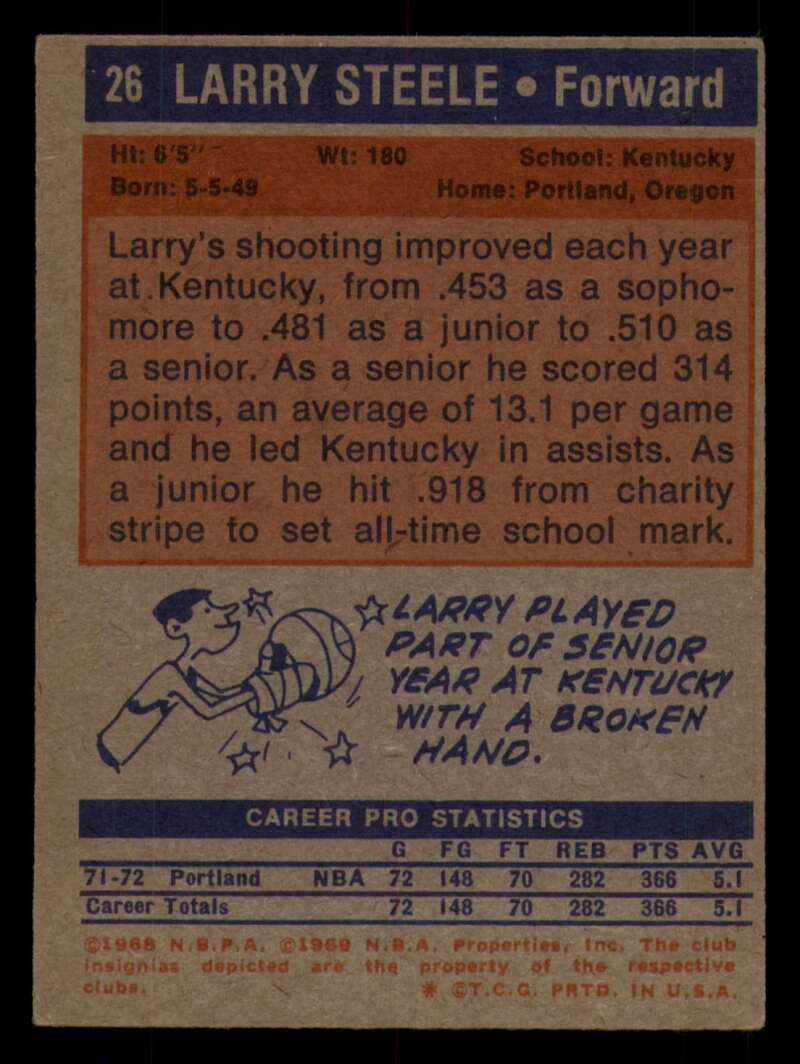 26 LARRY STEELE • Forward
Ht: 6'5" Wt: 180 School: Kentucky
Born: 5-5-49 Home: Portland, Oregon
Larry's shooting improved each year
at Kentucky, from .453 as a sopho-
more to .481 as a junior to .510 as
a senior. As a senior he scored 314
points, an average of 13.1 per game
and he led Kentucky in assists. As
a junior he hit .918 from charity
stripe to set all-time school mark.
LARRY PLAYED
PART OF SENIOR
YEAR AT KENTUCKY
WITH A BROKEN
HAND.
CAREER PRO STATISTICS
G FG FT REB PTS AVG
71-72 Portland NBA 72 148 70 282 366 5.1
Career Totals 72 148 70 282 366 5.1
©1968 N.B.P.A. ©1969 N.B.A. Properties, Inc. The club
insignias depicted are the property of the respective
clubs. * ©T.C.G. PRTD. IN U.S.A.